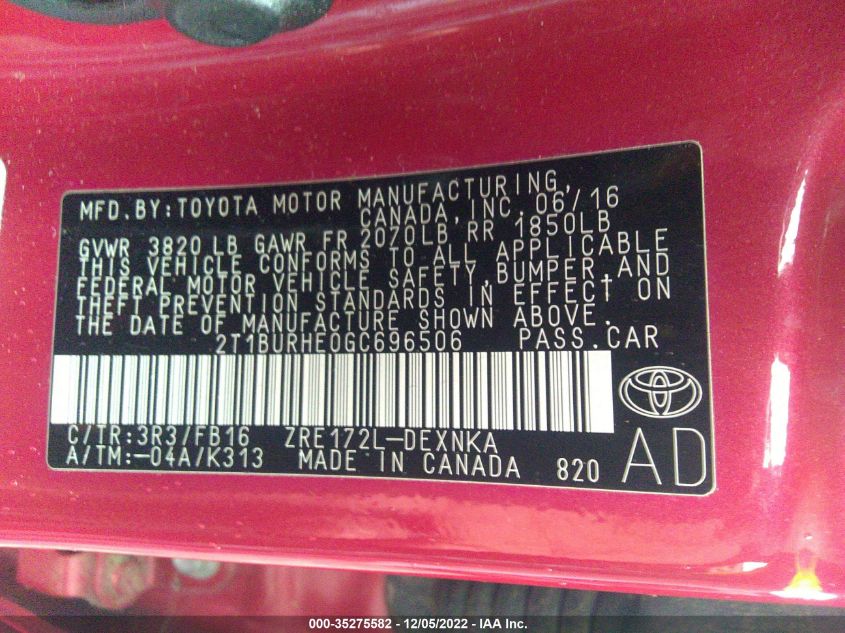 MFD.BY:TOYOTA MOTOR MANUFACTURING,
CANADA,INC. 06/16
GVWR 3820 LB GAWR FR 2070LB RR 1850LB
THIS VEHICLE CONFORMS TO ALL APPLICABLE
FEDERAL MOTOR VEHICLE SAFETY,BUMPER,AND
THEFT PREVENTION STANDARDS IN EFFECT ON
THE DATE OF MANUFACTURE SHOWN ABOVE.
2T1BURHE0GC696506 PASS.CAR
C/TR:3R3/FB16 ZRE172L-DEXNKA
A/TM:-04A/K313 MADE IN CANADA 820 AD
000-35275582 - 12/05/2022 - IAA Inc.